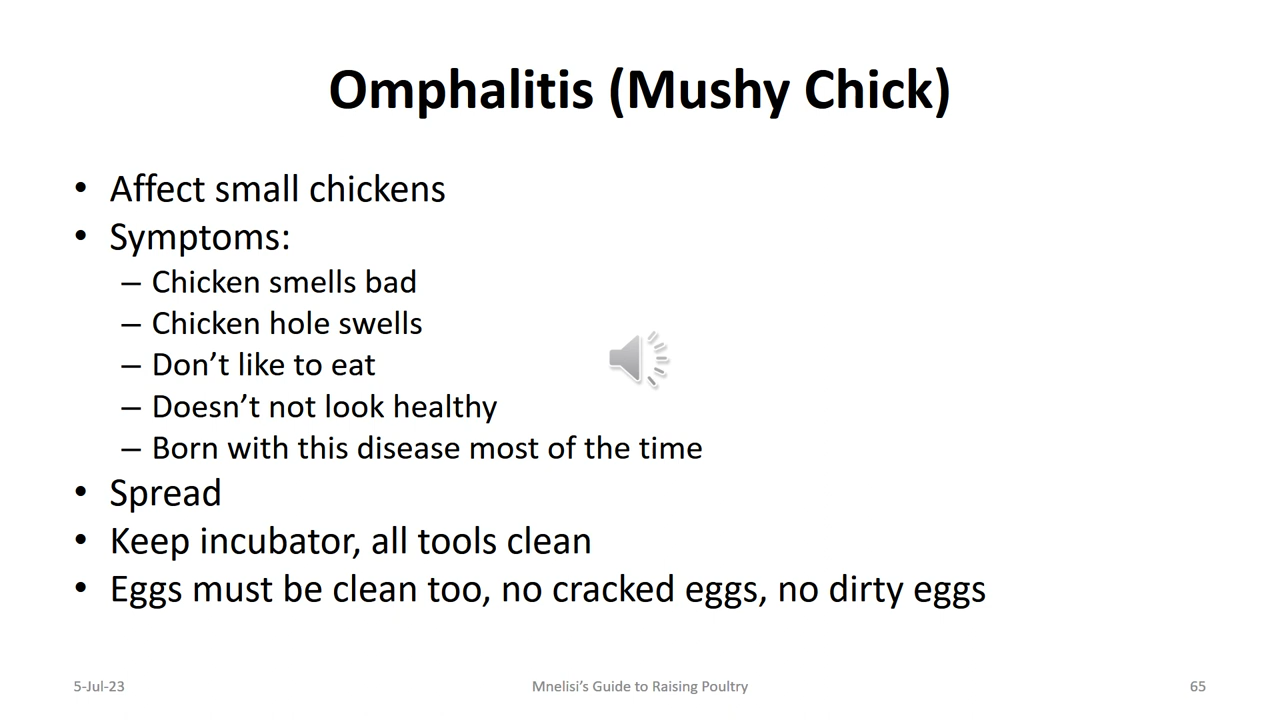 Omphalitis (Mushy Chick)
• Affect small chickens
• Symptoms:
– Chicken smells bad
– Chicken hole swells
– Don’t like to eat
– Doesn’t not look healthy
– Born with this disease most of the time
• Spread
• Keep incubator, all tools clean
• Eggs must be clean too, no cracked eggs, no dirty eggs
5-Jul-23
Mnelisi’s Guide to Raising Poultry
65